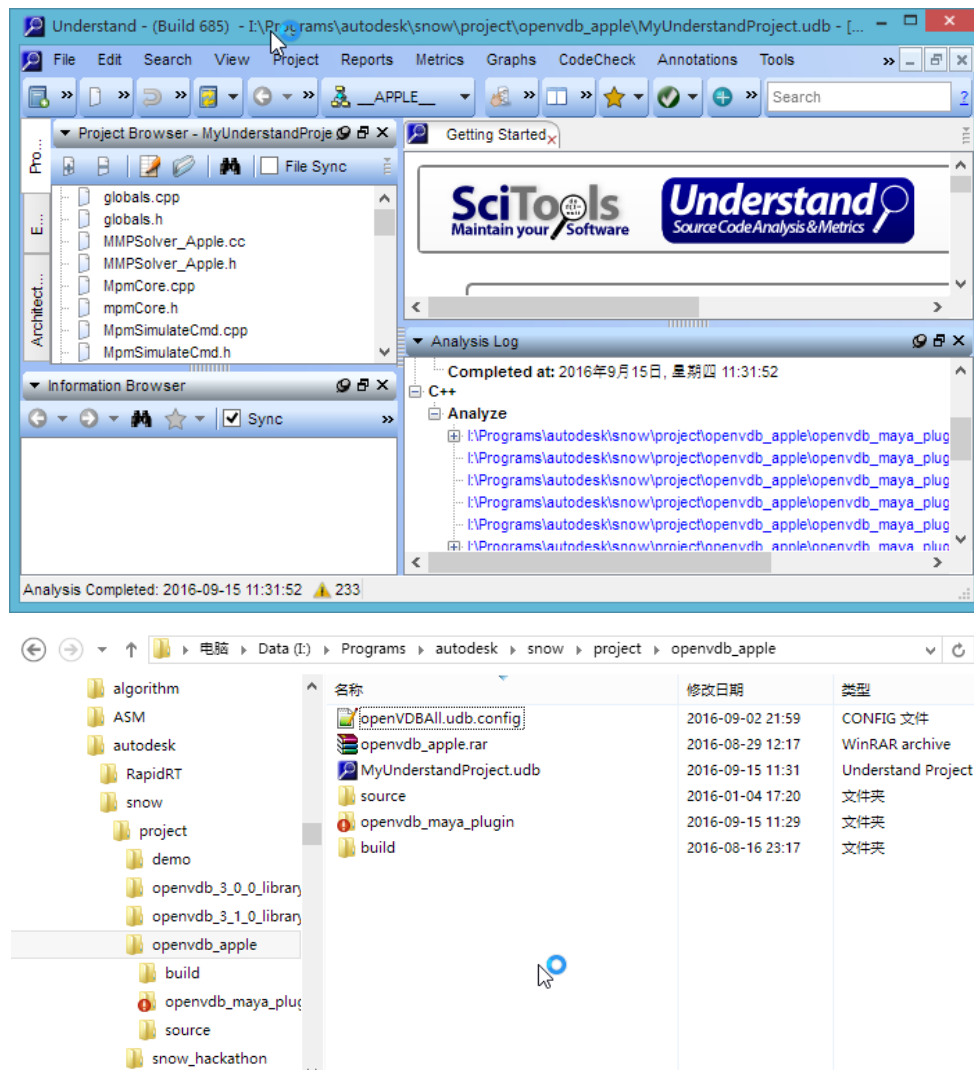 Understand - (Build 685) - I:\Programs\autodesk\snow\project\openvdb_apple\MyUnderstandProject.udb - [...
File Edit Search View Project Reports Metrics Graphs CodeCheck Annotations Tools »
» » » » __APPLE__ » » Search 2
Pro...
E...
Architect...
Project Browser - MyUnderstandProje
File Sync
globals.cpp
globals.h
MMPSolver_Apple.cc
MMPSolver_Apple.h
MpmCore.cpp
mpmCore.h
MpmSimulateCmd.cpp
MpmSimulateCmd.h
Information Browser
Sync »
Getting Started
SciTools
Maintain your Software
Understand
Source Code Analysis & Metrics
Analysis Log
Completed at: 2016年9月15日, 星期四 11:31:52
C++
Analyze
I:\Programs\autodesk\snow\project\openvdb_apple\openvdb_maya_plug
I:\Programs\autodesk\snow\project\openvdb_apple\openvdb_maya_plug
I:\Programs\autodesk\snow\project\openvdb_apple\openvdb_maya_plug
I:\Programs\autodesk\snow\project\openvdb_apple\openvdb_maya_plug
I:\Programs\autodesk\snow\project\openvdb_apple\openvdb_maya_plug
I:\Programs\autodesk\snow\project\openvdb_apple\openvdb_maya_plug
Analysis Completed: 2016-09-15 11:31:52 233
电脑 Data (I:) Programs autodesk snow project openvdb_apple
algorithm
ASM
autodesk
RapidRT
snow
project
demo
openvdb_3_0_0_library
openvdb_3_1_0_library
openvdb_apple
build
openvdb_maya_plug
source
snow_hackathon
名称 修改日期 类型
openVDBAll.udb.config 2016-09-02 21:59 CONFIG 文件
openvdb_apple.rar 2016-08-29 12:17 WinRAR archive
MyUnderstandProject.udb 2016-09-15 11:31 Understand Project
source 2016-01-04 17:20 文件夹
openvdb_maya_plugin 2016-09-15 11:29 文件夹
build 2016-08-16 23:17 文件夹